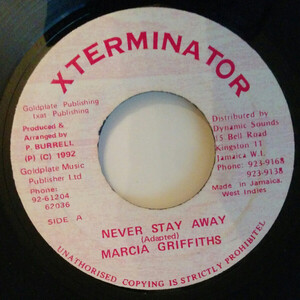 XTERMINATOR
Goldplate Publishing
Ixat Publishing
Produced &
Arranged by
P. BURRELL
(P) (C) 1992
Goldplate Music
Publisher Ltd
Phone:
92-61204
67036
SIDE A
Distributed by
Dynamic Sounds
15 Bell Road
Kingston 11
Jamaica W.I.
Phone: 923-9168
923-9138
Made in Jamaica,
West Indies
NEVER STAY AWAY
(Adapted)
MARCIA GRIFFITHS
UNAUTHORISED COPYING IS STRICTLY PROHIBITED